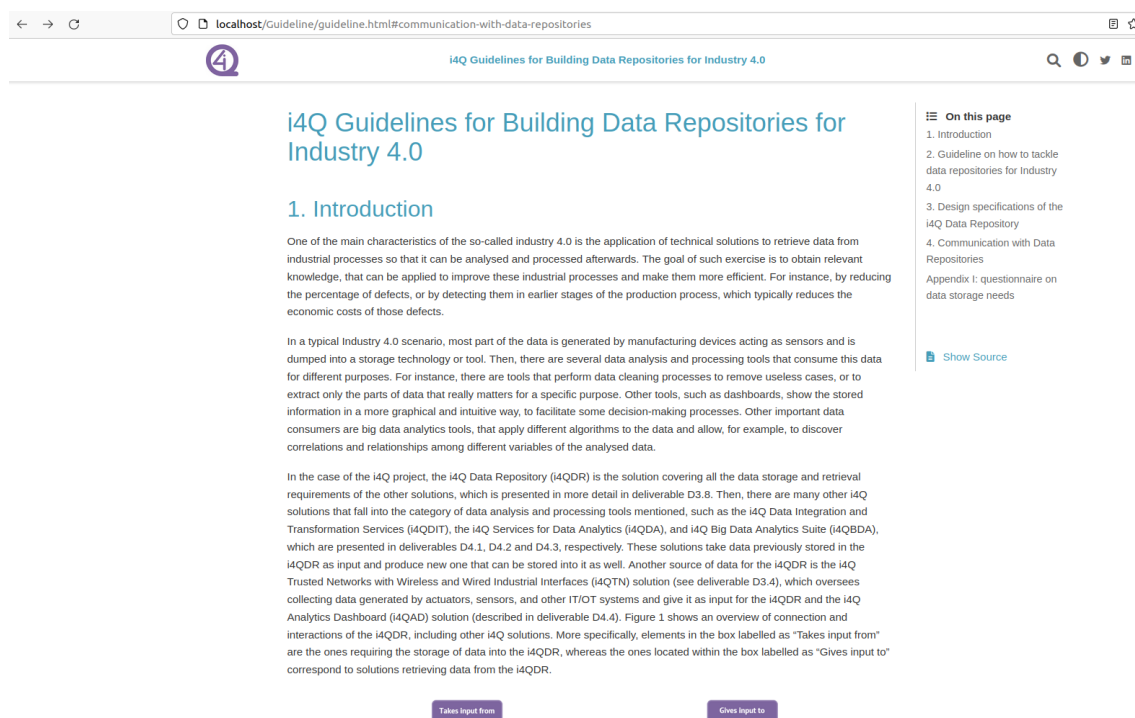 localhost/Guideline/guideline.html#communication-with-data-repositories
4Q
i4Q Guidelines for Building Data Repositories for Industry 4.0
i4Q Guidelines for Building Data Repositories for
Industry 4.0
1. Introduction
One of the main characteristics of the so-called industry 4.0 is the application of technical solutions to retrieve data from
industrial processes so that it can be analysed and processed afterwards. The goal of such exercise is to obtain relevant
knowledge, that can be applied to improve these industrial processes and make them more efficient. For instance, by reducing
the percentage of defects, or by detecting them in earlier stages of the production process, which typically reduces the
economic costs of those defects.
In a typical Industry 4.0 scenario, most part of the data is generated by manufacturing devices acting as sensors and is
dumped into a storage technology or tool. Then, there are several data analysis and processing tools that consume this data
for different purposes. For instance, there are tools that perform data cleaning processes to remove useless cases, or to
extract only the parts of data that really matters for a specific purpose. Other tools, such as dashboards, show the stored
information in a more graphical and intuitive way, to facilitate some decision-making processes. Other important data
consumers are big data analytics tools, that apply different algorithms to the data and allow, for example, to discover
correlations and relationships among different variables of the analysed data.
In the case of the i4Q project, the i4Q Data Repository (i4QDR) is the solution covering all the data storage and retrieval
requirements of the other solutions, which is presented in more detail in deliverable D3.8. Then, there are many other i4Q
solutions that fall into the category of data analysis and processing tools mentioned, such as the i4Q Data Integration and
Transformation Services (i4QDIT), the i4Q Services for Data Analytics (i4QDA), and i4Q Big Data Analytics Suite (i4QBDA),
which are presented in deliverables D4.1, D4.2 and D4.3, respectively. These solutions take data previously stored in the
i4QDR as input and produce new one that can be stored into it as well. Another source of data for the i4QDR is the i4Q
Trusted Networks with Wireless and Wired Industrial Interfaces (i4QTN) solution (see deliverable D3.4), which oversees
collecting data generated by actuators, sensors, and other IT/OT systems and give it as input for the i4QDR and the i4Q
Analytics Dashboard (i4QAD) solution (described in deliverable D4.4). Figure 1 shows an overview of connection and
interactions of the i4QDR, including other i4Q solutions. More specifically, elements in the box labelled as “Takes input from”
are the ones requiring the storage of data into the i4QDR, whereas the ones located within the box labelled as “Gives input to”
correspond to solutions retrieving data from the i4QDR.
Takes input from
Gives input to
On this page
1. Introduction
2. Guideline on how to tackle
data repositories for Industry
4.0
3. Design specifications of the
i4Q Data Repository
4. Communication with Data
Repositories
Appendix I: questionnaire on
data storage needs
Show Source